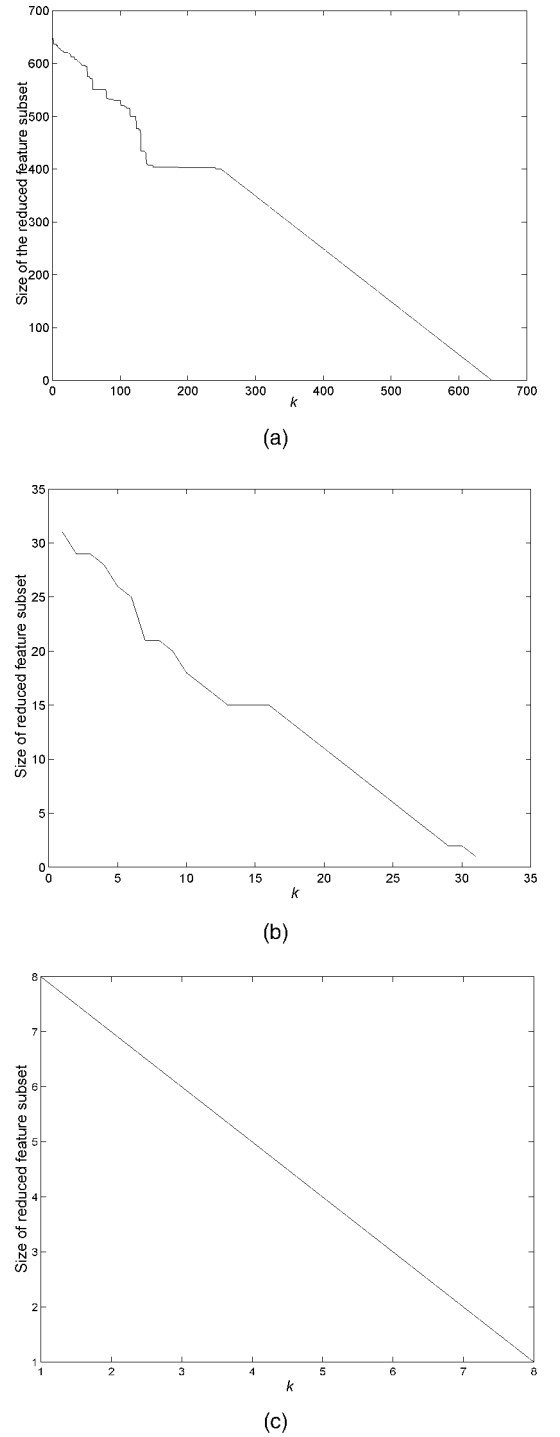 700
600
500
400
300
200
100
0
Size of the reduced feature subset
0 100 200 300 400 500 600 700
k
(a)
35
30
25
20
15
10
5
0
Size of reduced feature subset
0 5 10 15 20 25 30 35
k
(b)
8
7
6
5
4
3
2
1
Size of reduced feature subset
1 2 3 4 5 6 7 8
k
(c)